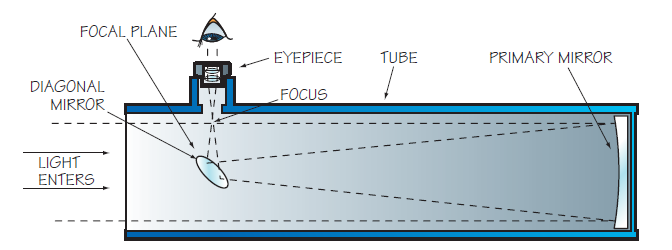 FOCAL PLANE
EYEPIECE
TUBE
PRIMARY MIRROR
DIAGONAL
MIRROR
FOCUS
LIGHT
ENTERS